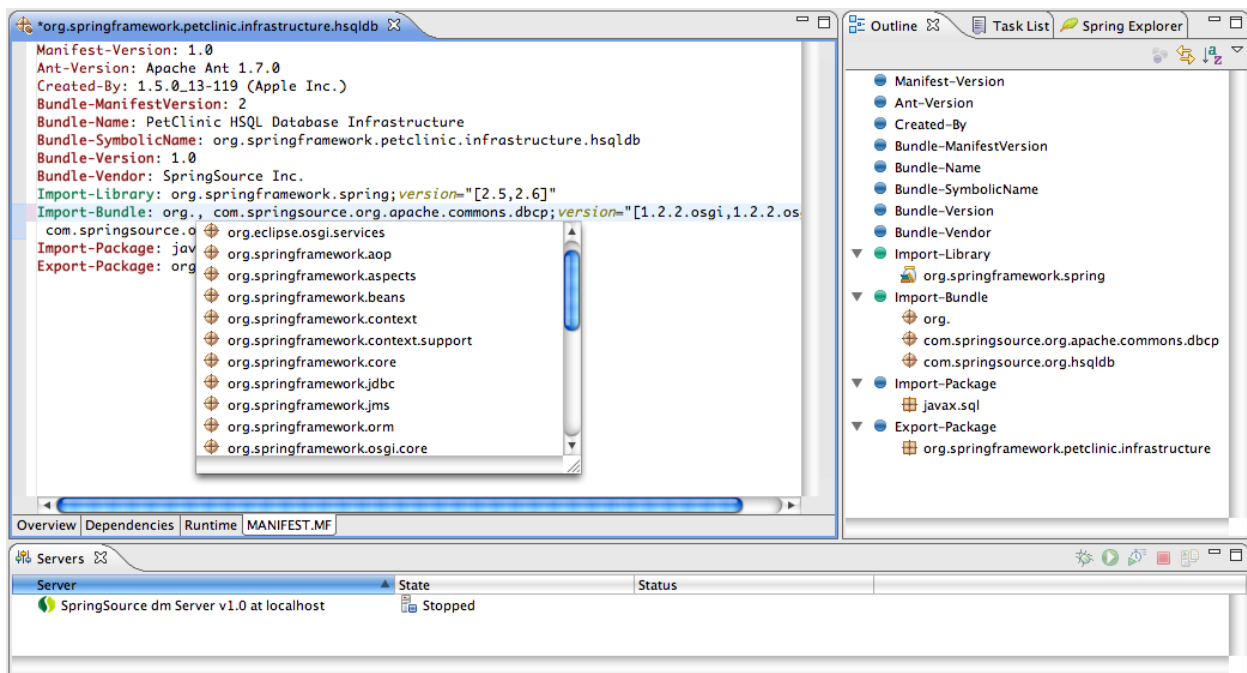 *org.springframework.petclinic.infrastructure.hsqldb
Manifest-Version: 1.0
Ant-Version: Apache Ant 1.7.0
Created-By: 1.5.0_13-119 (Apple Inc.)
Bundle-ManifestVersion: 2
Bundle-Name: PetClinic HSQL Database Infrastructure
Bundle-SymbolicName: org.springframework.petclinic.infrastructure.hsqldb
Bundle-Version: 1.0
Bundle-Vendor: SpringSource Inc.
Import-Library: org.springframework.spring;version="[2.5,2.6]"
Import-Bundle: org., com.springsource.org.apache.commons.dbcp;version="[1.2.2.osgi,1.2.2.os
com.springsource.o
Import-Package: jav
Export-Package: org
org.eclipse.osgi.services
org.springframework.aop
org.springframework.aspects
org.springframework.beans
org.springframework.context
org.springframework.context.support
org.springframework.core
org.springframework.jdbc
org.springframework.jms
org.springframework.orm
org.springframework.osgi.core
Overview Dependencies Runtime MANIFEST.MF
Outline Task List Spring Explorer
Manifest-Version
Ant-Version
Created-By
Bundle-ManifestVersion
Bundle-Name
Bundle-SymbolicName
Bundle-Version
Bundle-Vendor
Import-Library
org.springframework.spring
Import-Bundle
org.
com.springsource.org.apache.commons.dbcp
com.springsource.org.hsqldb
Import-Package
javax.sql
Export-Package
org.springframework.petclinic.infrastructure
Servers
Server State Status
SpringSource dm Server v1.0 at localhost Stopped